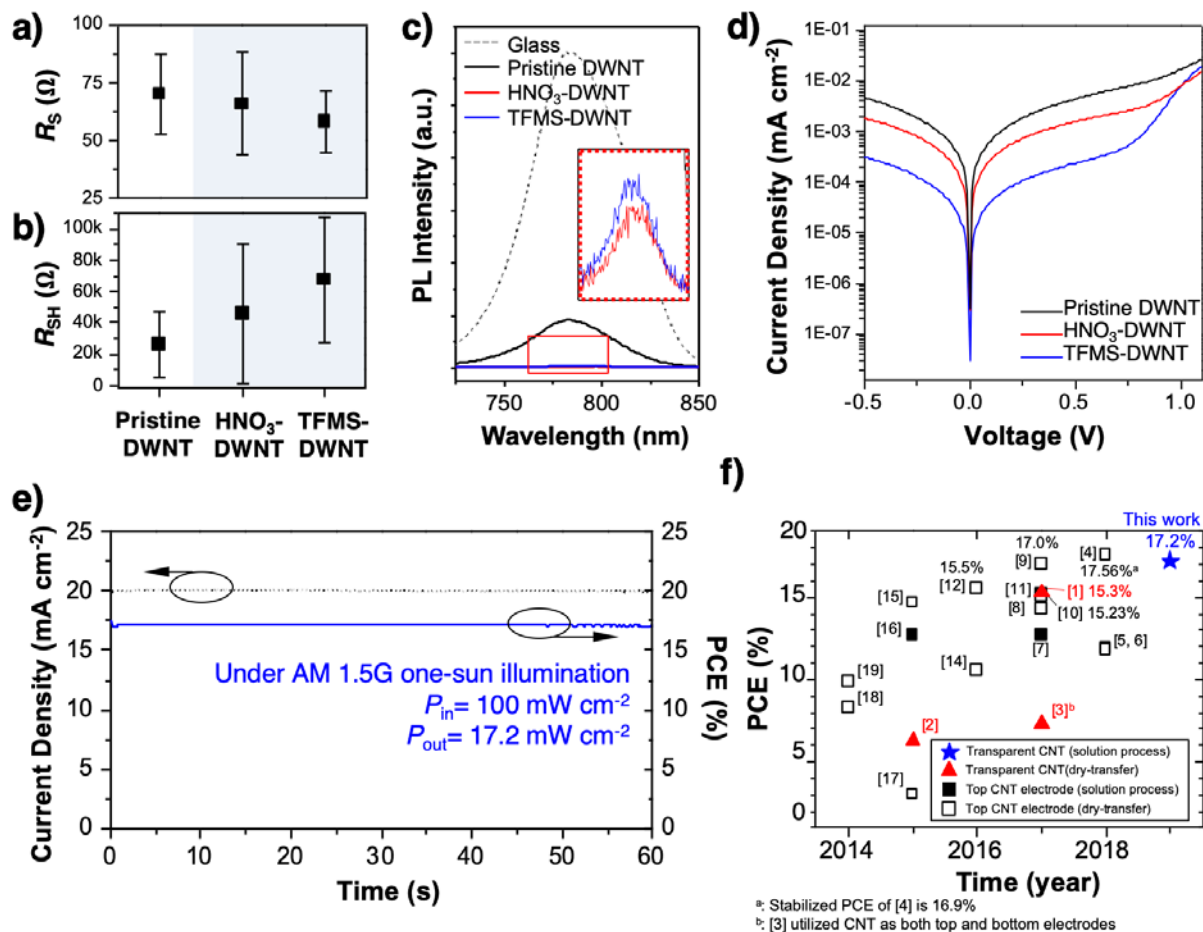 a)
100
75
50
25
R_S (Ω)
b)
100k
80k
60k
40k
20k
0
R_SH (Ω)
Pristine DWNT
HNO₃-DWNT
TFMS-DWNT
c)
Glass
Pristine DWNT
HNO₃-DWNT
TFMS-DWNT
PL Intensity (a.u.)
750
800
850
Wavelength (nm)
d)
1E-01
1E-02
1E-03
1E-04
1E-05
1E-06
1E-07
Current Density (mA cm⁻²)
Pristine DWNT
HNO₃-DWNT
TFMS-DWNT
-0.5
0.0
0.5
1.0
Voltage (V)
e)
25
20
15
10
5
0
Current Density (mA cm⁻²)
Under AM 1.5G one-sun illumination
P_in= 100 mW cm⁻²
P_out= 17.2 mW cm⁻²
25
20
15
10
5
0
PCE (%)
0
10
20
30
40
50
60
Time (s)
f)
This work
17.2%
20
15
10
5
0
PCE (%)
17.0%
[9]
[4]
17.56%ᵃ
15.5%
[12]
[11]
[1] 15.3%
[15]
[8]
[10] 15.23%
[16]
[7]
[5, 6]
[14]
[19]
[18]
[2]
[3]ᵇ
[17]
Transparent CNT (solution process)
Transparent CNT(dry-transfer)
Top CNT electrode (solution process)
Top CNT electrode (dry-transfer)
2014
2016
2018
Time (year)
ᵃ: Stabilized PCE of [4] is 16.9%
ᵇ: [3] utilized CNT as both top and bottom electrodes